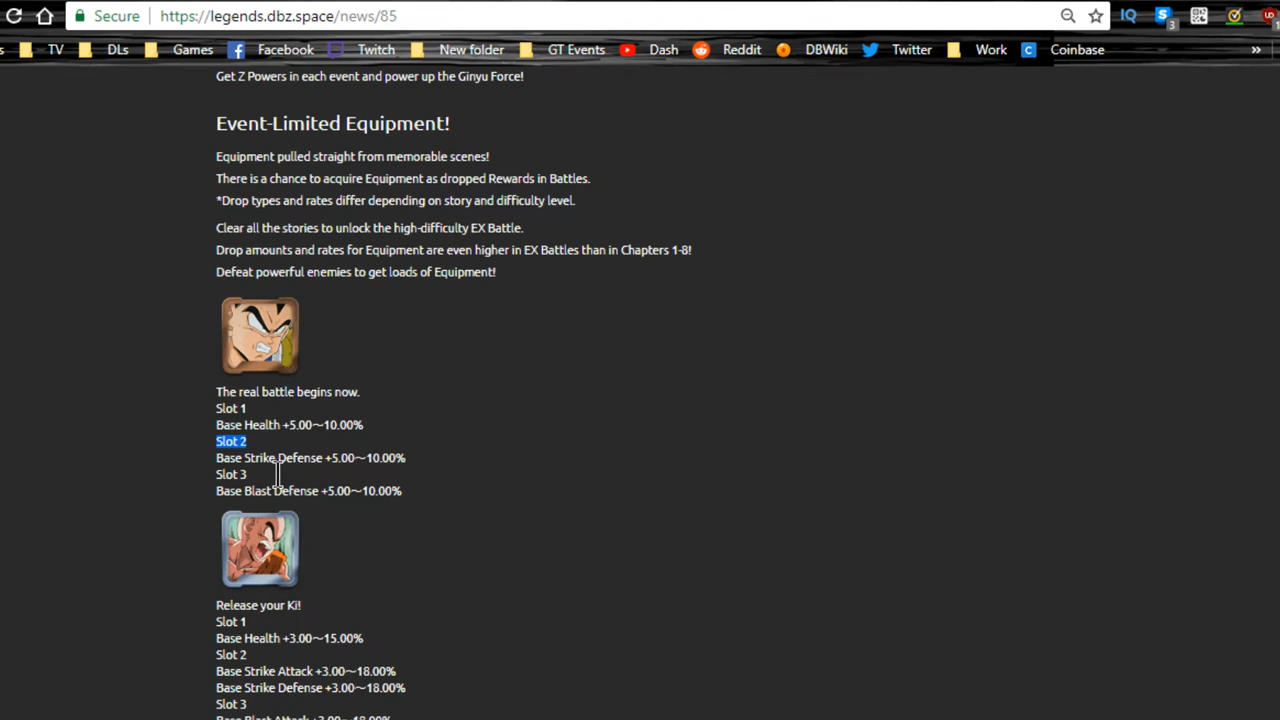 Secure
https://legends.dbz.space/news/85
IQ
3
s TV DLs Games Facebook Twitch New folder GT Events Dash Reddit DBWiki Twitter Work C Coinbase »
Get Z Powers in each event and power up the Ginyu Force!
Event-Limited Equipment!
Equipment pulled straight from memorable scenes!
There is a chance to acquire Equipment as dropped Rewards in Battles.
*Drop types and rates differ depending on story and difficulty level.
Clear all the stories to unlock the high-difficulty EX Battle.
Drop amounts and rates for Equipment are even higher in EX Battles than in Chapters 1-8!
Defeat powerful enemies to get loads of Equipment!
The real battle begins now.
Slot 1
Base Health +5.00～10.00%
Slot 2
Base Strike Defense +5.00～10.00%
Slot 3
Base Blast Defense +5.00～10.00%
Release your Ki!
Slot 1
Base Health +3.00～15.00%
Slot 2
Base Strike Attack +3.00～18.00%
Base Strike Defense +3.00～18.00%
Slot 3
Base Blast Attack +3.00～18.00%